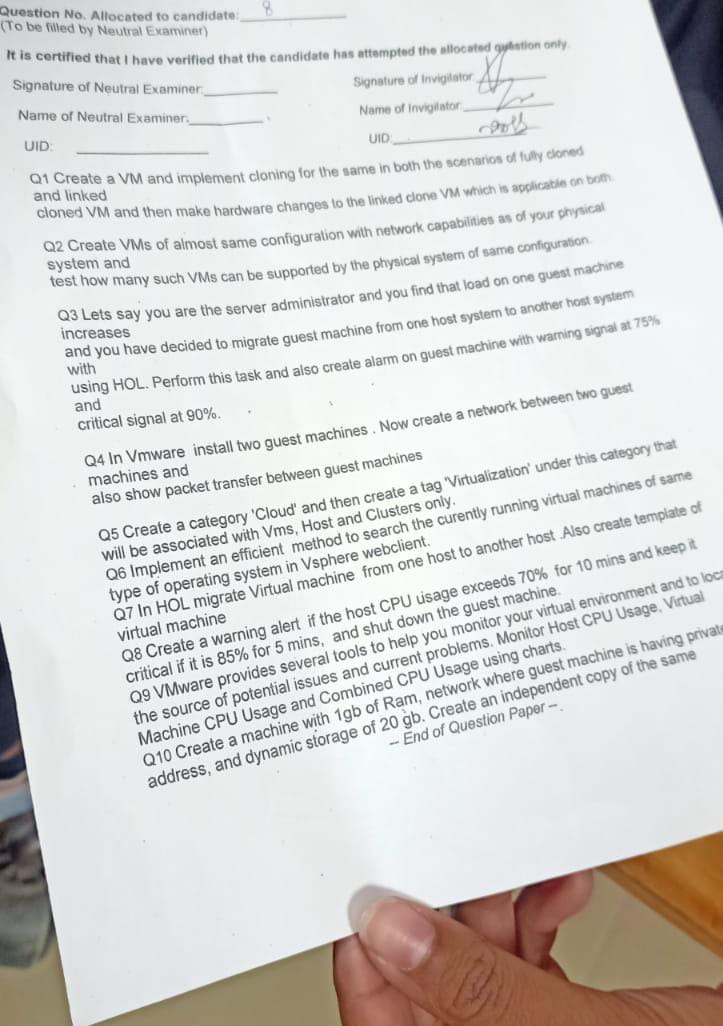 Question No. Allocated to candidate: 8
(To be filled by Neutral Examiner)
It is certified that I have verified that the candidate has attempted the allocated question only.
Signature of Neutral Examiner: Signature of Invigilator
Name of Neutral Examiner: Name of Invigilator
UID: UID:
Q1 Create a VM and implement cloning for the same in both the scenarios of fully cloned
and linked
cloned VM and then make hardware changes to the linked clone VM which is applicable on both.
Q2 Create VMs of almost same configuration with network capabilities as of your physical
system and
test how many such VMs can be supported by the physical system of same configuration.
Q3 Lets say you are the server administrator and you find that load on one guest machine
increases
and you have decided to migrate guest machine from one host system to another host system
with
using HOL. Perform this task and also create alarm on guest machine with warning signal at 75%
and
critical signal at 90%.
Q4 In Vmware install two guest machines . Now create a network between two guest
machines and
also show packet transfer between guest machines
Q5 Create a category 'Cloud' and then create a tag 'Virtualization' under this category that
will be associated with Vms, Host and Clusters only.
Q6 Implement an efficient method to search the curently running virtual machines of same
type of operating system in Vsphere webclient.
Q7 In HOL migrate Virtual machine from one host to another host .Also create template of
virtual machine
Q8 Create a warning alert if the host CPU usage exceeds 70% for 10 mins and keep it
critical if it is 85% for 5 mins, and shut down the guest machine.
Q9 VMware provides several tools to help you monitor your virtual environment and to loca
the source of potential issues and current problems. Monitor Host CPU Usage, Virtual
Machine CPU Usage and Combined CPU Usage using charts.
Q10 Create a machine with 1gb of Ram, network where guest machine is having private
address, and dynamic storage of 20 gb. Create an independent copy of the same
-- End of Question Paper -- .